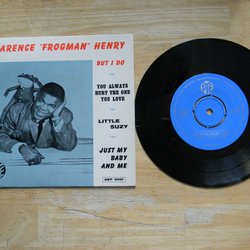 ARENCE "FROGMAN" HENRY
BUT I DO
YOU ALWAYS
HURT THE ONE
YOU LOVE
LITTLE
SUZY
JUST MY
BABY
AND ME
PYE